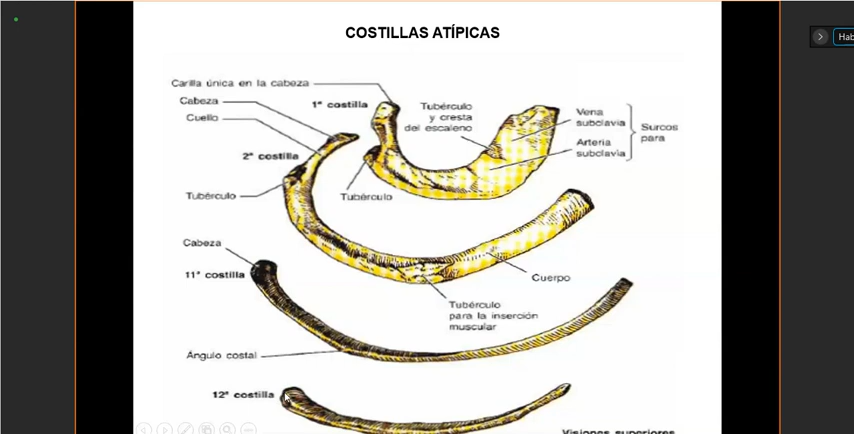 COSTILLAS ATÍPICAS
Hab
Carilla única en la cabeza
Cabeza
Cuello
1ª costilla
Tubérculo
y cresta
del escaleno
Vena
subclavia
Arteria
subclavia
Surcos
para
2ª costilla
Tubérculo
Tubérculo
Cabeza
11ª costilla
Cuerpo
Tubérculo
para la inserción
muscular
Ángulo costal
12ª costilla
Visiones superiores